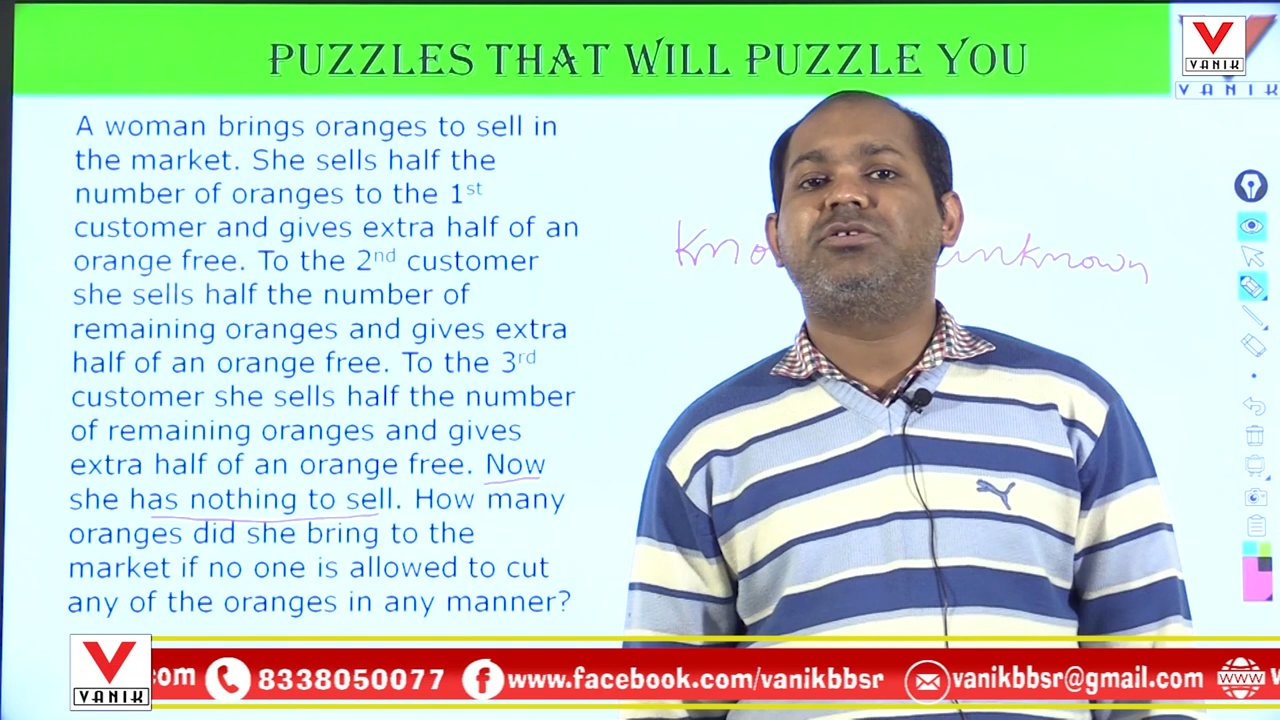 PUZZLES THAT WILL PUZZLE YOU
VANIK
VANIK
A woman brings oranges to sell in
the market. She sells half the
number of oranges to the 1st
customer and gives extra half of an
orange free. To the 2nd customer
she sells half the number of
remaining oranges and gives extra
half of an orange free. To the 3rd
customer she sells half the number
of remaining oranges and gives
extra half of an orange free. Now
she has nothing to sell. How many
oranges did she bring to the
market if no one is allowed to cut
any of the oranges in any manner?
unknown
VANIK
.com 8338050077 www.facebook.com/vanikbbsr vanikbbsr@gmail.com WWW